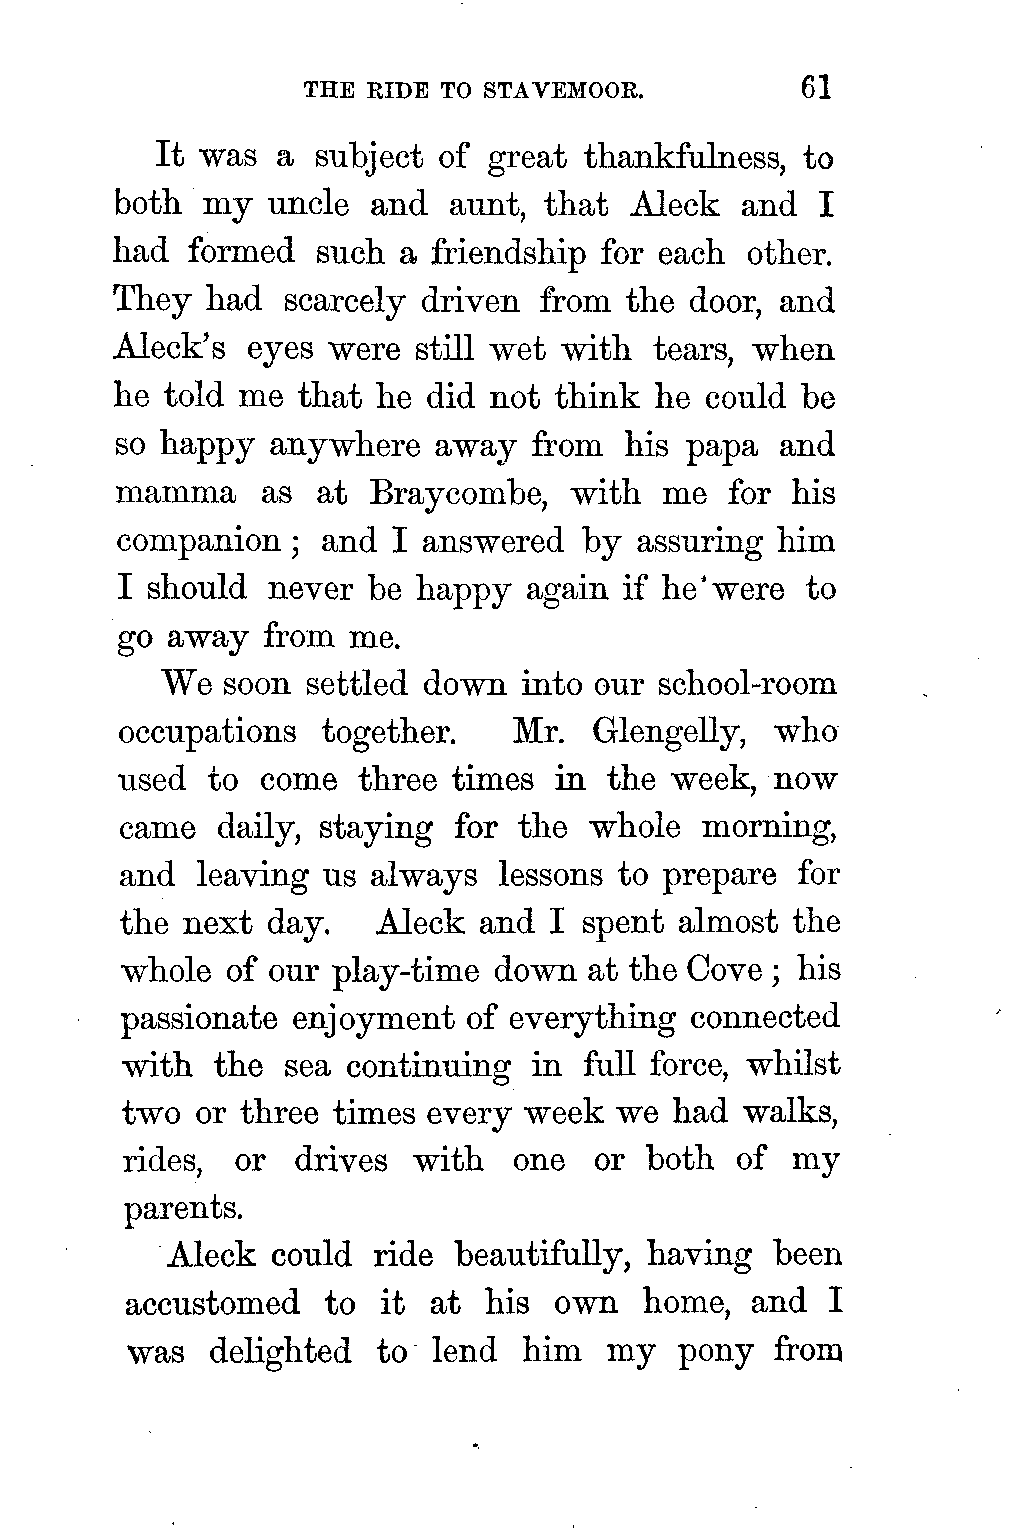 THE RIDE TO STAVEMOOR. 61
It was a subject of great thankfulness, to
both my uncle and aunt, that Aleck and I
had formed such a friendship for each other.
They had scarcely driven from the door, and
Aleck's eyes were still wet with tears, when
he told me that he did not think he could be
so happy anywhere away from his papa and
mamma as at Braycombe, with me for his
companion ; and I answered by assuring him
I should never be happy again if he were to
go away from me.
We soon settled down into our school-room
occupations together. Mr. Glengelly, who
used to come three times in the week, now
came daily, staying for the whole morning,
and leaving us always lessons to prepare for
the next day. Aleck and I spent almost the
whole of our play-time down at the Cove ; his
passionate enjoyment of everything connected
with the sea continuing in full force, whilst
two or three times every week we had walks,
rides, or drives with one or both of my
parents.
Aleck could ride beautifully, having been
accustomed to it at his own home, and I
was delighted to lend him my pony from